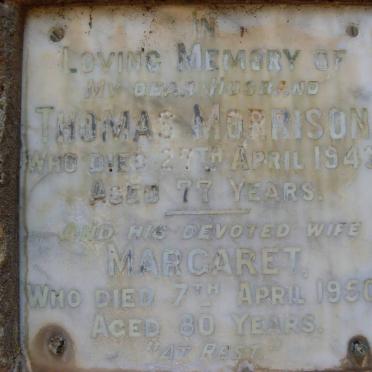 IN
LOVING MEMORY OF
MY DEAR HUSBAND
THOMAS MORRISON
WHO DIED 27TH APRIL 1943
AGED 77 YEARS.
AND HIS DEVOTED WIFE
MARGARET,
WHO DIED 7TH APRIL 1950
AGED 80 YEARS.
"AT REST"